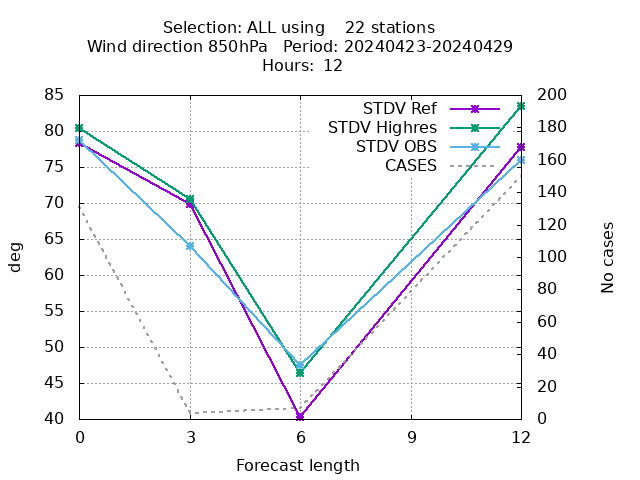 Selection: ALL using 22 stations
Wind direction 850hPa Period: 20240423-20240429
Hours: 12
STDV Ref
STDV Highres
STDV OBS
CASES
85
80
75
70
65
60
55
50
45
40
200
180
160
140
120
100
80
60
40
20
0
deg
No cases
0 3 6 9 12
Forecast length